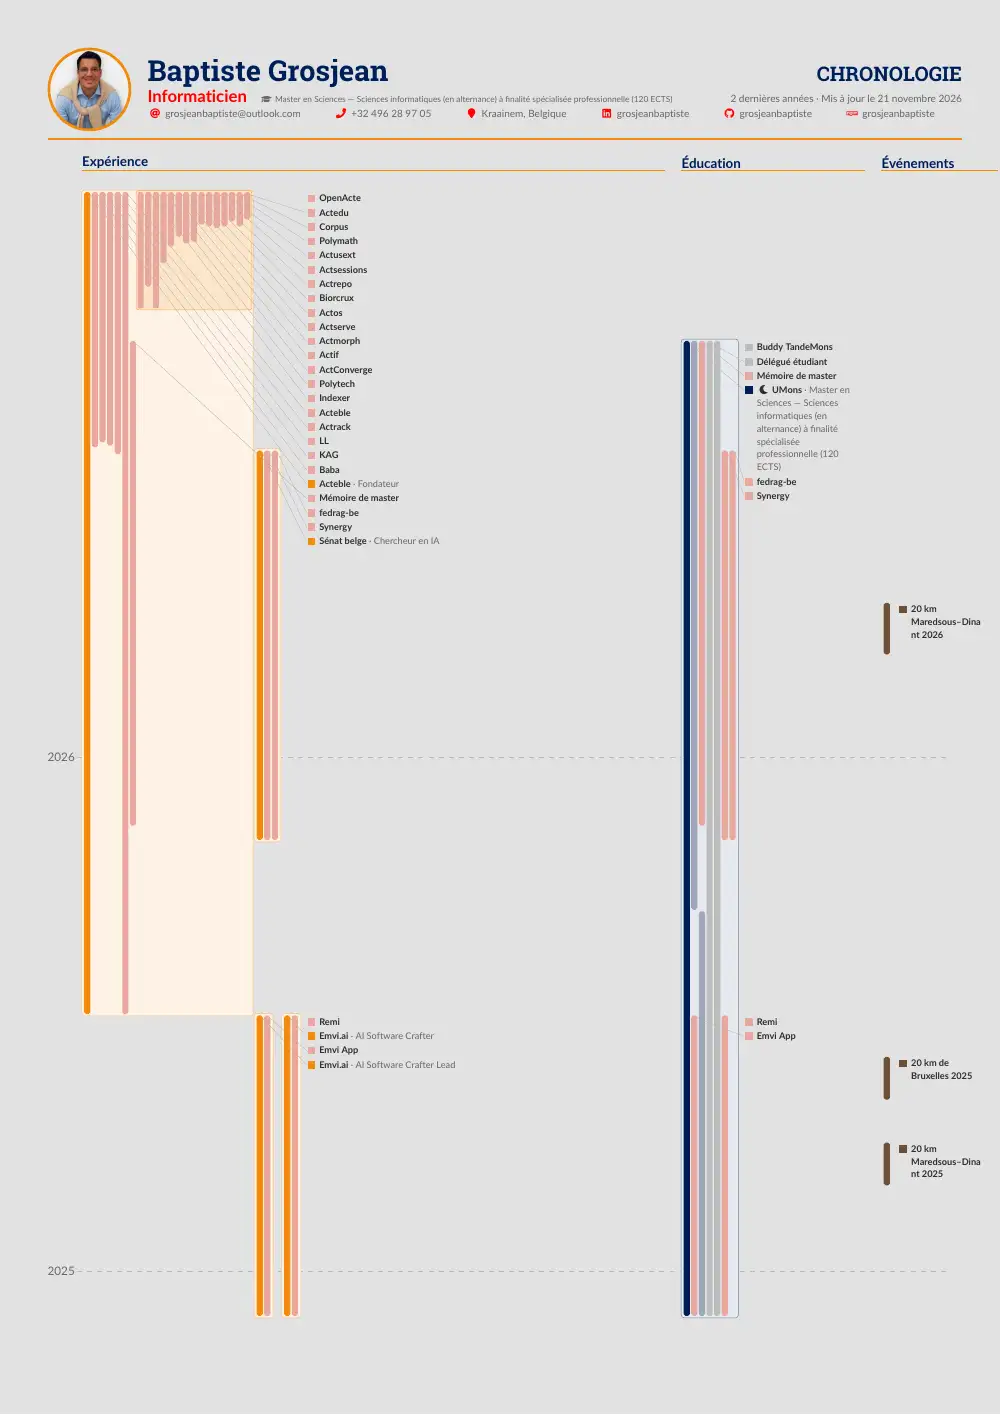 Baptiste Grosjean
CHRONOLOGIE
Informaticien
Master en Sciences — Sciences informatiques (en alternance) à finalité spécialisée professionnelle (120 ECTS)
2 dernières années · Mis à jour le 21 novembre 2026
grosjeanbaptiste@outlook.com
+32 496 28 97 05
Kraainem, Belgique
grosjeanbaptiste
grosjeanbaptiste
grosjeanbaptiste
Expérience
Éducation
Événements
OpenActe
Actedu
Corpus
Polymath
Actusext
Actsessions
Actrepo
Biorcrux
Actos
Actserve
Actmorph
Actif
ActConverge
Polytech
Indexer
Acteble
Actrack
LL
KAG
Baba
Acteble · Fondateur
Mémoire de master
fedrag-be
Synergy
Sénat belge · Chercheur en IA
Buddy TandeMons
Délégué étudiant
Mémoire de master
UMons · Master en
Sciences — Sciences
informatiques (en
alternance) à finalité
spécialisée
professionnelle (120
ECTS)
fedrag-be
Synergy
20 km
Maredsous–Dina
nt 2026
2026
Remi
Emvi.ai · AI Software Crafter
Emvi App
Emvi.ai · AI Software Crafter Lead
Remi
Emvi App
20 km de
Bruxelles 2025
20 km
Maredsous–Dina
nt 2025
2025